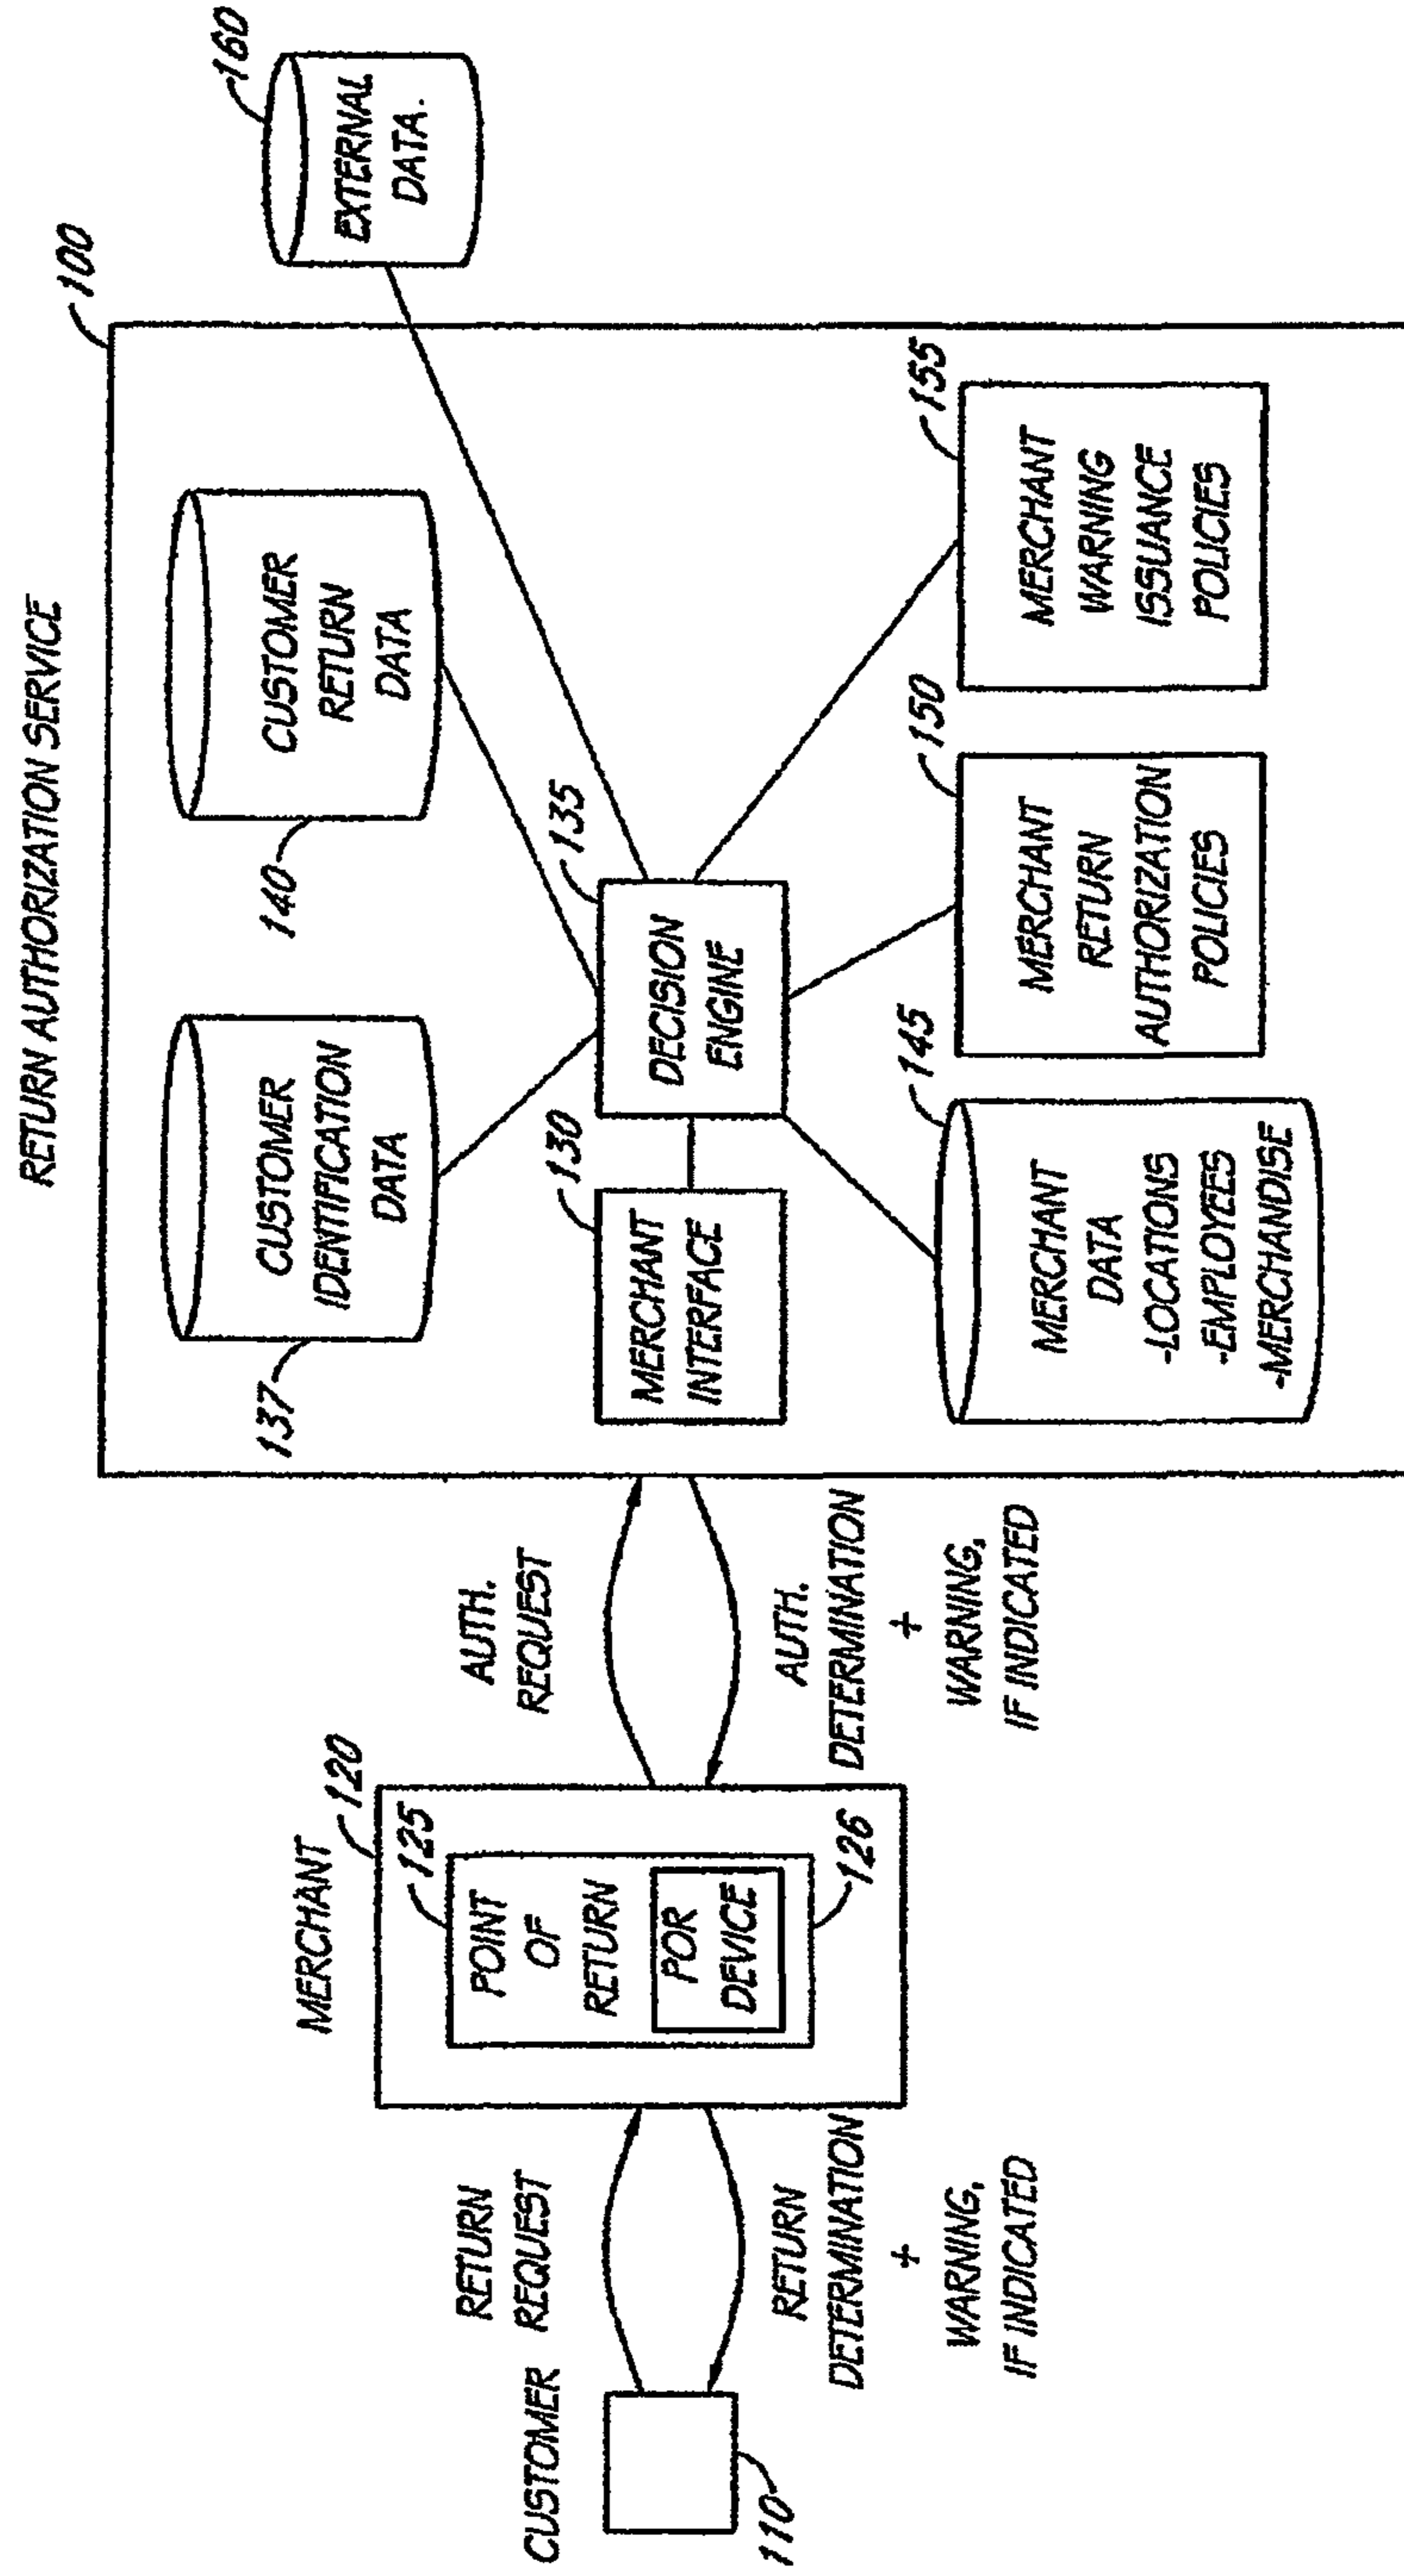 RETURN AUTHORIZATION SERVICE
100
160
EXTERNAL
DATA.
137
CUSTOMER
IDENTIFICATION
DATA
140
CUSTOMER
RETURN
DATA
130
MERCHANT
INTERFACE
135
DECISION
ENGINE
145
MERCHANT
DATA
-LOCATIONS
-EMPLOYEES
-MERCHANDISE
150
MERCHANT
RETURN
AUTHORIZATION
POLICIES
155
MERCHANT
WARNING
ISSUANCE
POLICIES
AUTH.
REQUEST
AUTH.
DETERMINATION
+
WARNING,
IF INDICATED
MERCHANT
120
125
POINT
OF
RETURN
POR
DEVICE
126
RETURN
REQUEST
RETURN
DETERMINATION
+
WARNING,
IF INDICATED
CUSTOMER
110